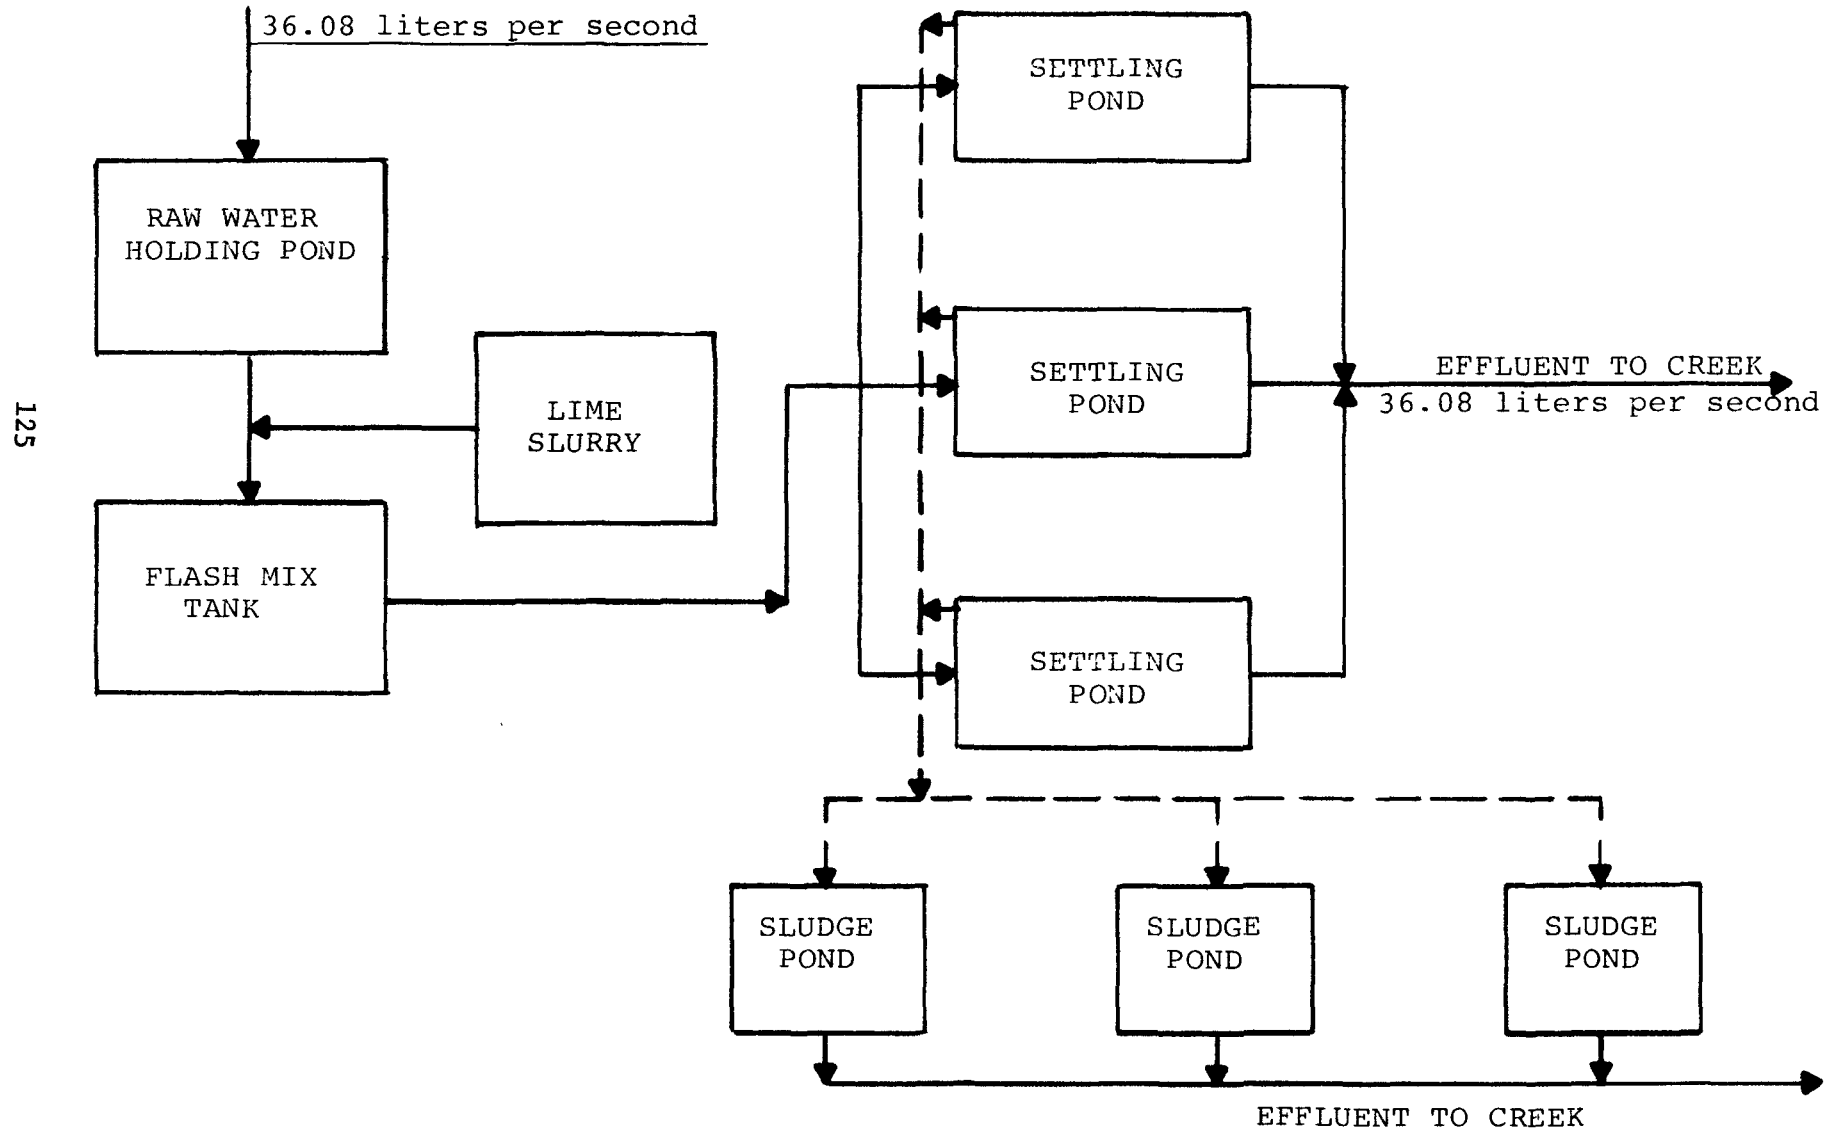 36.08 liters per second
RAW WATER
HOLDING POND
LIME
SLURRY
FLASH MIX
TANK
SETTLING
POND
SETTLING
POND
SETTLING
POND
EFFLUENT TO CREEK
36.08 liters per second
SLUDGE
POND
SLUDGE
POND
SLUDGE
POND
EFFLUENT TO CREEK
125